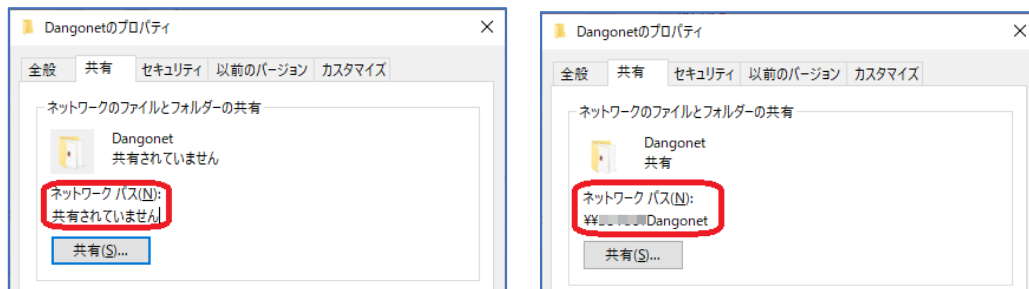 Dangonetのプロパティ
全般 共有 セキュリティ 以前のバージョン カスタマイズ
ネットワークのファイルとフォルダーの共有
Dangonet
共有されていません
ネットワーク パス(N):
共有されていません
共有(S)...
Dangonetのプロパティ
全般 共有 セキュリティ 以前のバージョン カスタマイズ
ネットワークのファイルとフォルダーの共有
Dangonet
共有
ネットワーク パス(N):
¥¥ Dangonet
共有(S)...